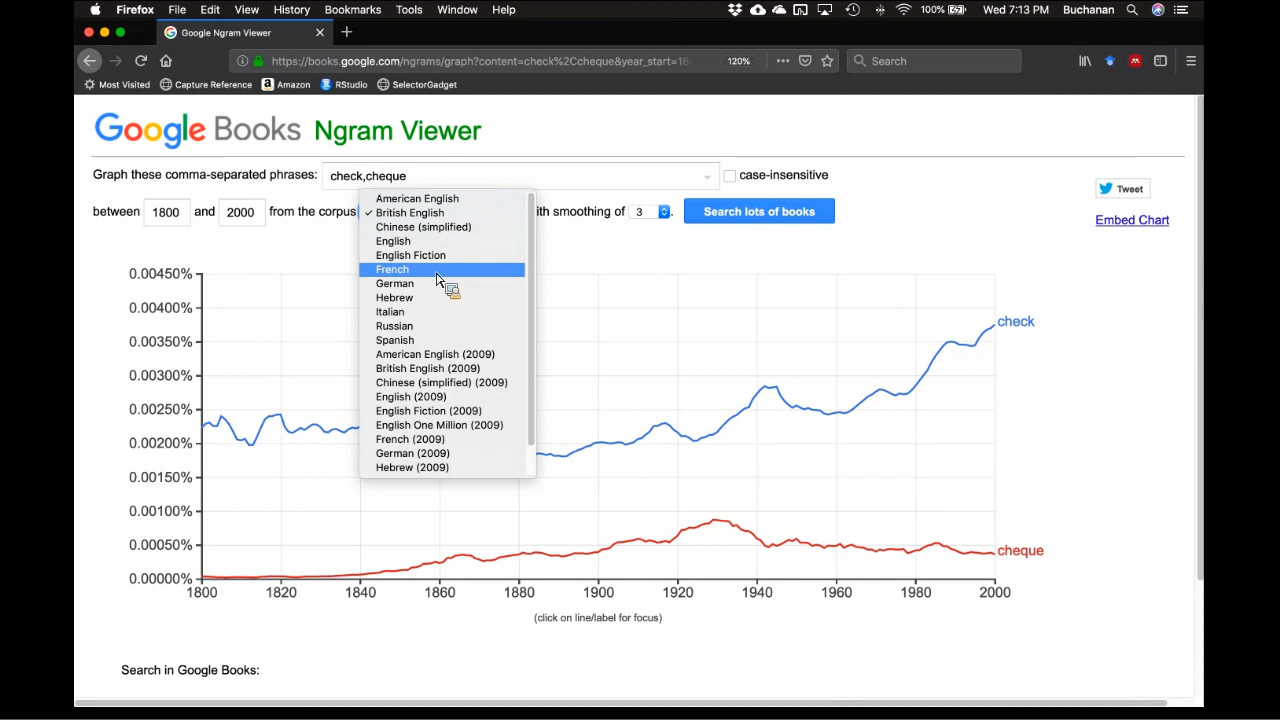 Firefox File Edit View History Bookmarks Tools Window Help 100% Wed 7:13 PM Buchanan
Google Ngram Viewer
https://books.google.com/ngrams/graph?content=check%2Ccheque&year_start=18 120% Search
Most Visited Capture Reference Amazon RStudio SelectorGadget
Google Books Ngram Viewer
Graph these comma-separated phrases: check,cheque case-insensitive
Tweet
between 1800 and 2000 from the corpus ith smoothing of 3 . Search lots of books
Embed Chart
American English
British English
Chinese (simplified)
English
English Fiction
French
German
Hebrew
Italian
Russian
Spanish
American English (2009)
British English (2009)
Chinese (simplified) (2009)
English (2009)
English Fiction (2009)
English One Million (2009)
French (2009)
German (2009)
Hebrew (2009)
0.00450%
0.00400%
0.00350%
0.00300%
0.00250%
0.00200%
0.00150%
0.00100%
0.00050%
0.00000%
check
cheque
1800 1820 1840 1860 1880 1900 1920 1940 1960 1980 2000
(click on line/label for focus)
Search in Google Books: